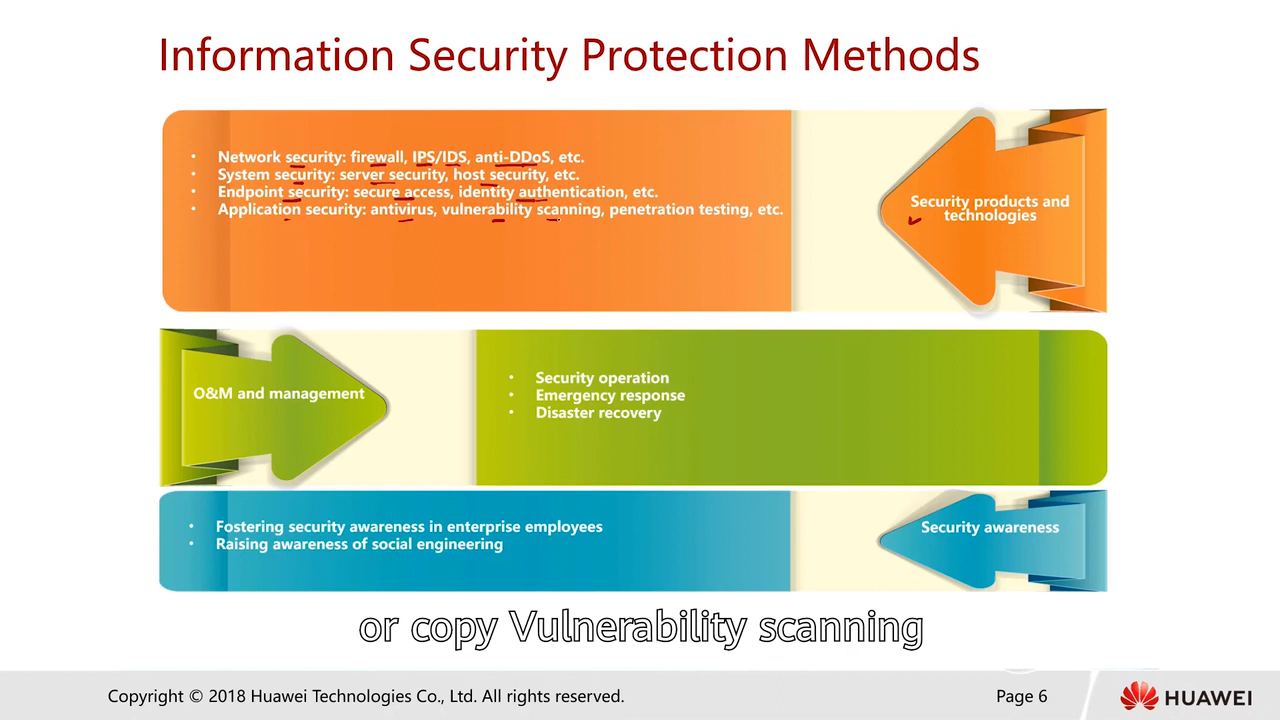 Information Security Protection Methods
• Network security: firewall, IPS/IDS, anti-DDoS, etc.
• System security: server security, host security, etc.
• Endpoint security: secure access, identity authentication, etc.
• Application security: antivirus, vulnerability scanning, penetration testing, etc.
Security products and
technologies
O&M and management
• Security operation
• Emergency response
• Disaster recovery
• Fostering security awareness in enterprise employees
• Raising awareness of social engineering
Security awareness
or copy Vulnerability scanning
Copyright © 2018 Huawei Technologies Co., Ltd. All rights reserved.
Page 6
HUAWEI